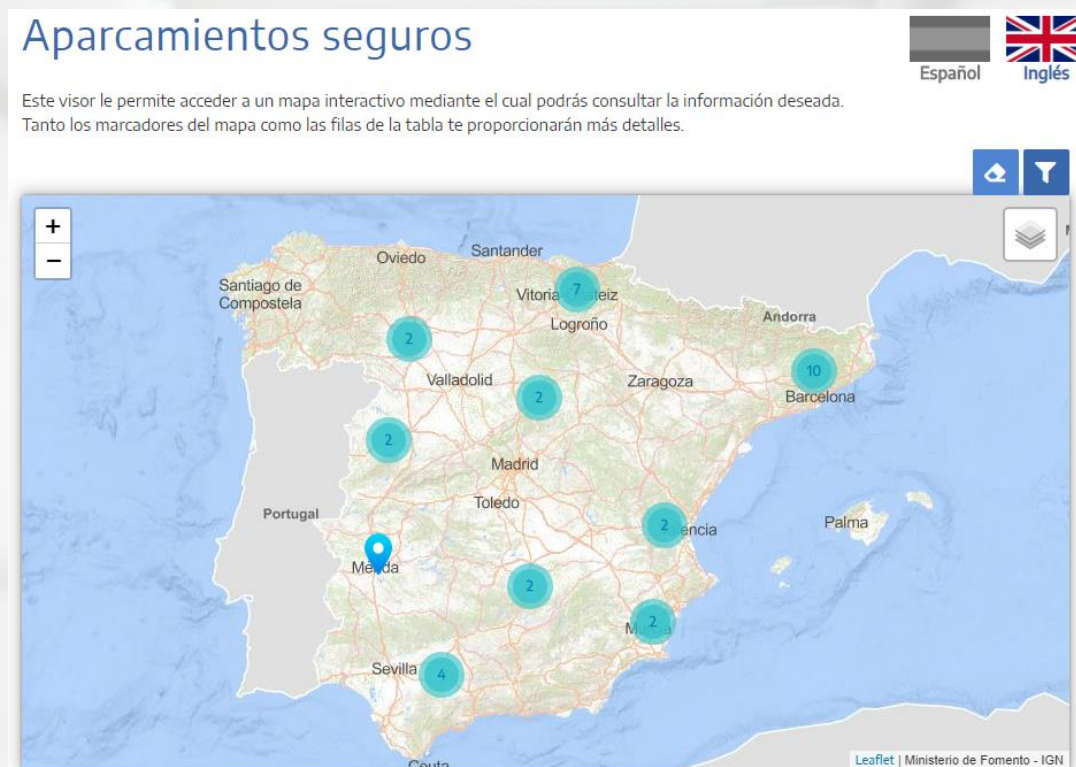 Aparcamientos seguros
Español
Inglés
Este visor le permite acceder a un mapa interactivo mediante el cual podrás consultar la información deseada.
Tanto los marcadores del mapa como las filas de la tabla te proporcionarán más detalles.
+
−
Oviedo
Santander
Santiago de
Compostela
7
Logroño
Andorra
2
Valladolid
2
Zaragoza
10
Barcelona
2
Madrid
Toledo
Portugal
2
Palma
2
2
Sevilla
4
Ceuta
Leaflet | Ministerio de Fomento - IGN